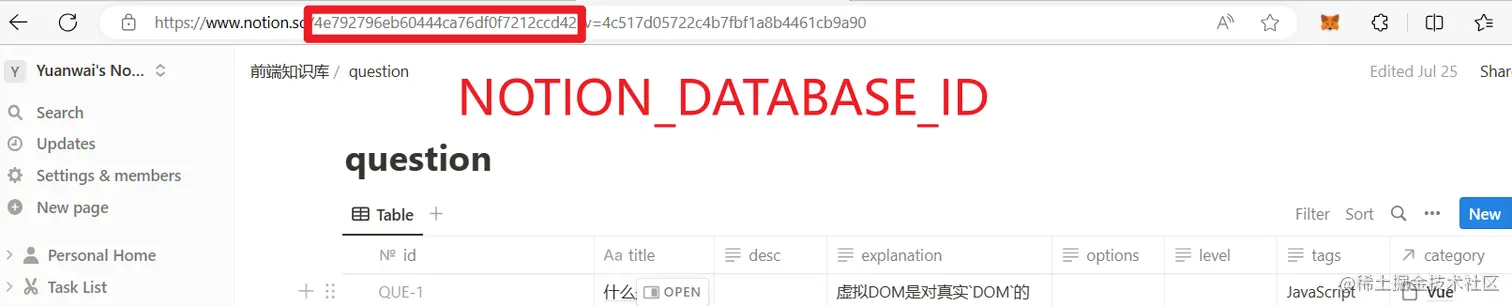 https://www.notion.so/4e792796eb60444ca76df0f7212ccd42?v=4c517d05722c4b7fbf1a8b4461cb9a90
Y Yuanwai's No...
前端知识库 / question
Edited Jul 25 Shar
NOTION_DATABASE_ID
Search
Updates
Settings & members
New page
Personal Home
Task List
question
Table
Filter Sort New
№ id Aa title desc explanation options level tags category
QUE-1 什么 OPEN 虚拟DOM是对真实`DOM`的 JavaScript Vue
@稀土掘金技术社区